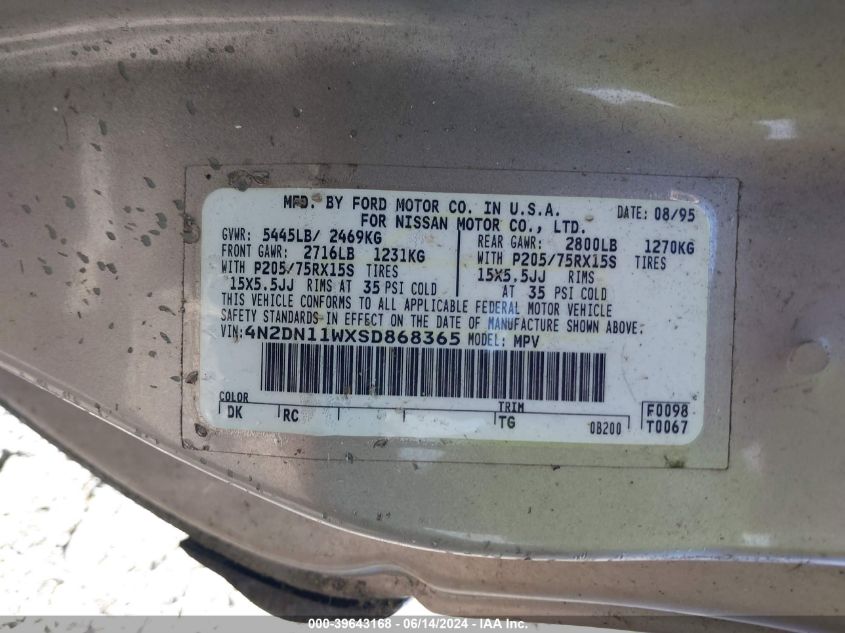 MFD. BY FORD MOTOR CO. IN U.S.A.
FOR NISSAN MOTOR CO., LTD.
DATE: 08/95
GVWR: 5445LB/ 2469KG
FRONT GAWR: 2716LB 1231KG
WITH P205/75RX15S TIRES
15X5.5JJ RIMS AT 35 PSI COLD
REAR GAWR: 2800LB 1270KG
WITH P205/75RX15S TIRES
15X5.5JJ RIMS
AT 35 PSI COLD
THIS VEHICLE CONFORMS TO ALL APPLICABLE FEDERAL MOTOR VEHICLE
SAFETY STANDARDS IN EFFECT ON THE DATE OF MANUFACTURE SHOWN ABOVE.
VIN: 4N2DN11WXSD868365 MODEL: MPV
COLOR TRIM
DK RC TG 0B200
F0098
T0067
000-39643168 - 06/14/2024 - IAAI.com, Inc.